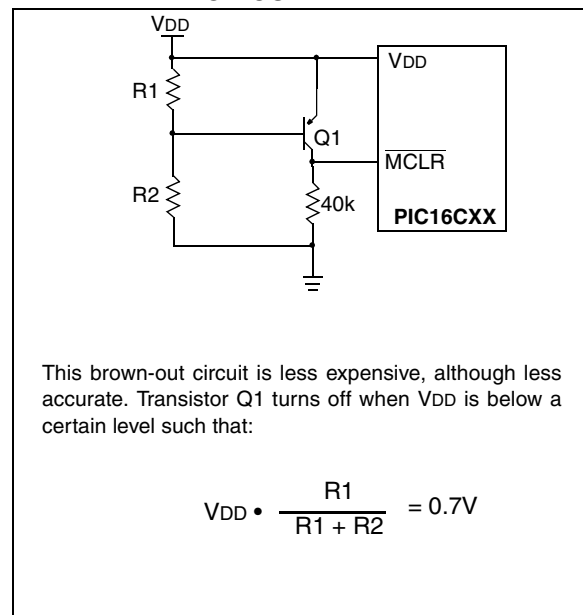 VDD
VDD
R1
Q1
MCLR
R2
40k
PIC16CXX
This brown-out circuit is less expensive, although less
accurate. Transistor Q1 turns off when VDD is below a
certain level such that:
VDD • R1 / R1 + R2 = 0.7V